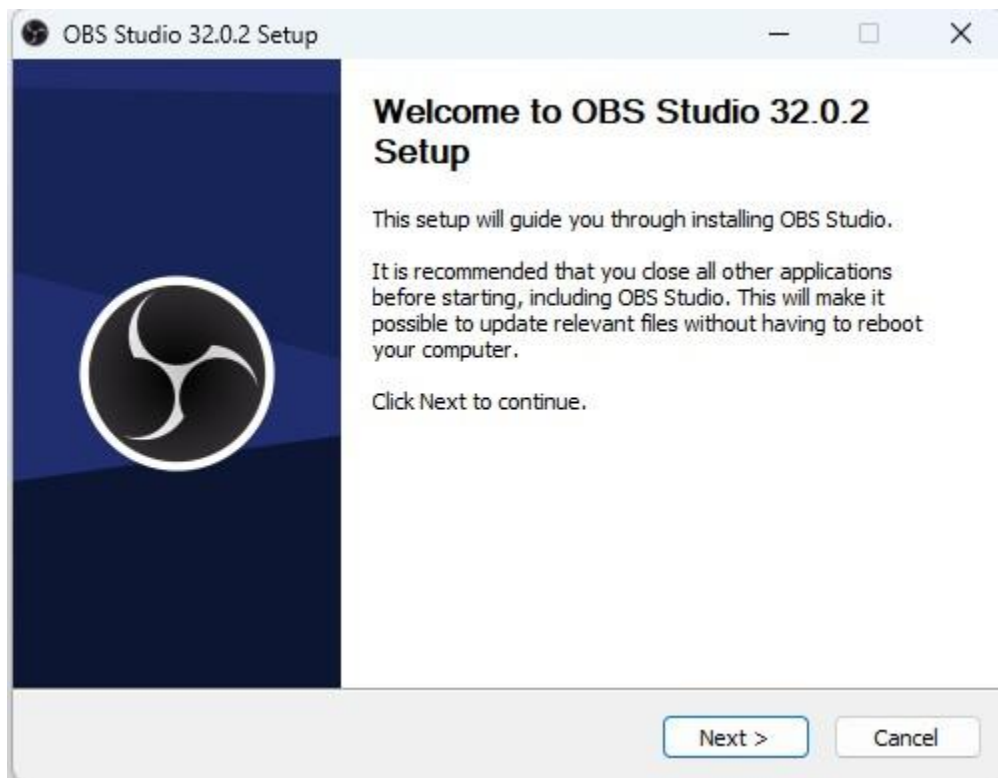 OBS Studio 32.0.2 Setup
Welcome to OBS Studio 32.0.2
Setup
This setup will guide you through installing OBS Studio.
It is recommended that you close all other applications
before starting, including OBS Studio. This will make it
possible to update relevant files without having to reboot
your computer.
Click Next to continue.
Next >
Cancel